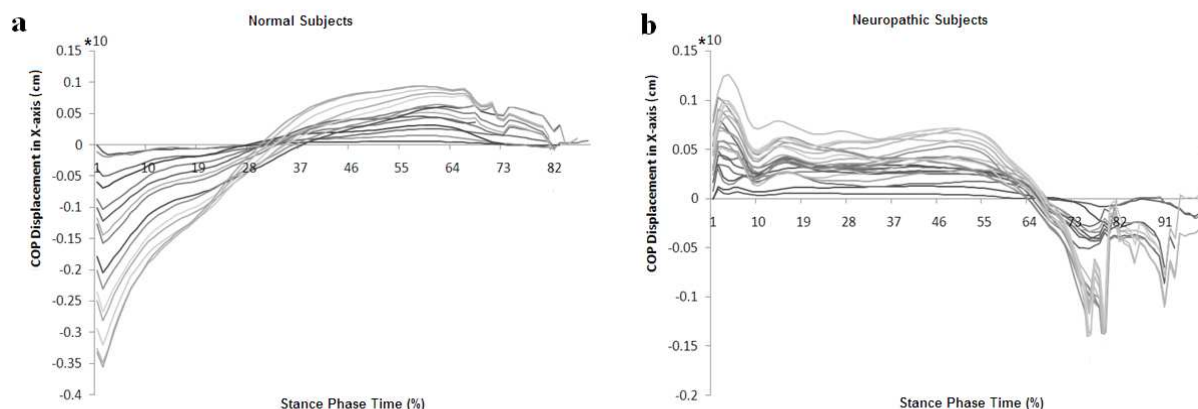 a
Normal Subjects
*10
COP Displacement in X-axis (cm)
0.15
0.1
0.05
0
-0.05
-0.1
-0.15
-0.2
-0.25
-0.3
-0.35
-0.4
1 10 19 28 37 46 55 64 73 82
Stance Phase Time (%)
b
Neuropathic Subjects
*10
COP Displacement in X-axis (cm)
0.15
0.1
0.05
0
-0.05
-0.1
-0.15
-0.2
1 10 19 28 37 46 55 64 73 82 91
Stance Phase Time (%)